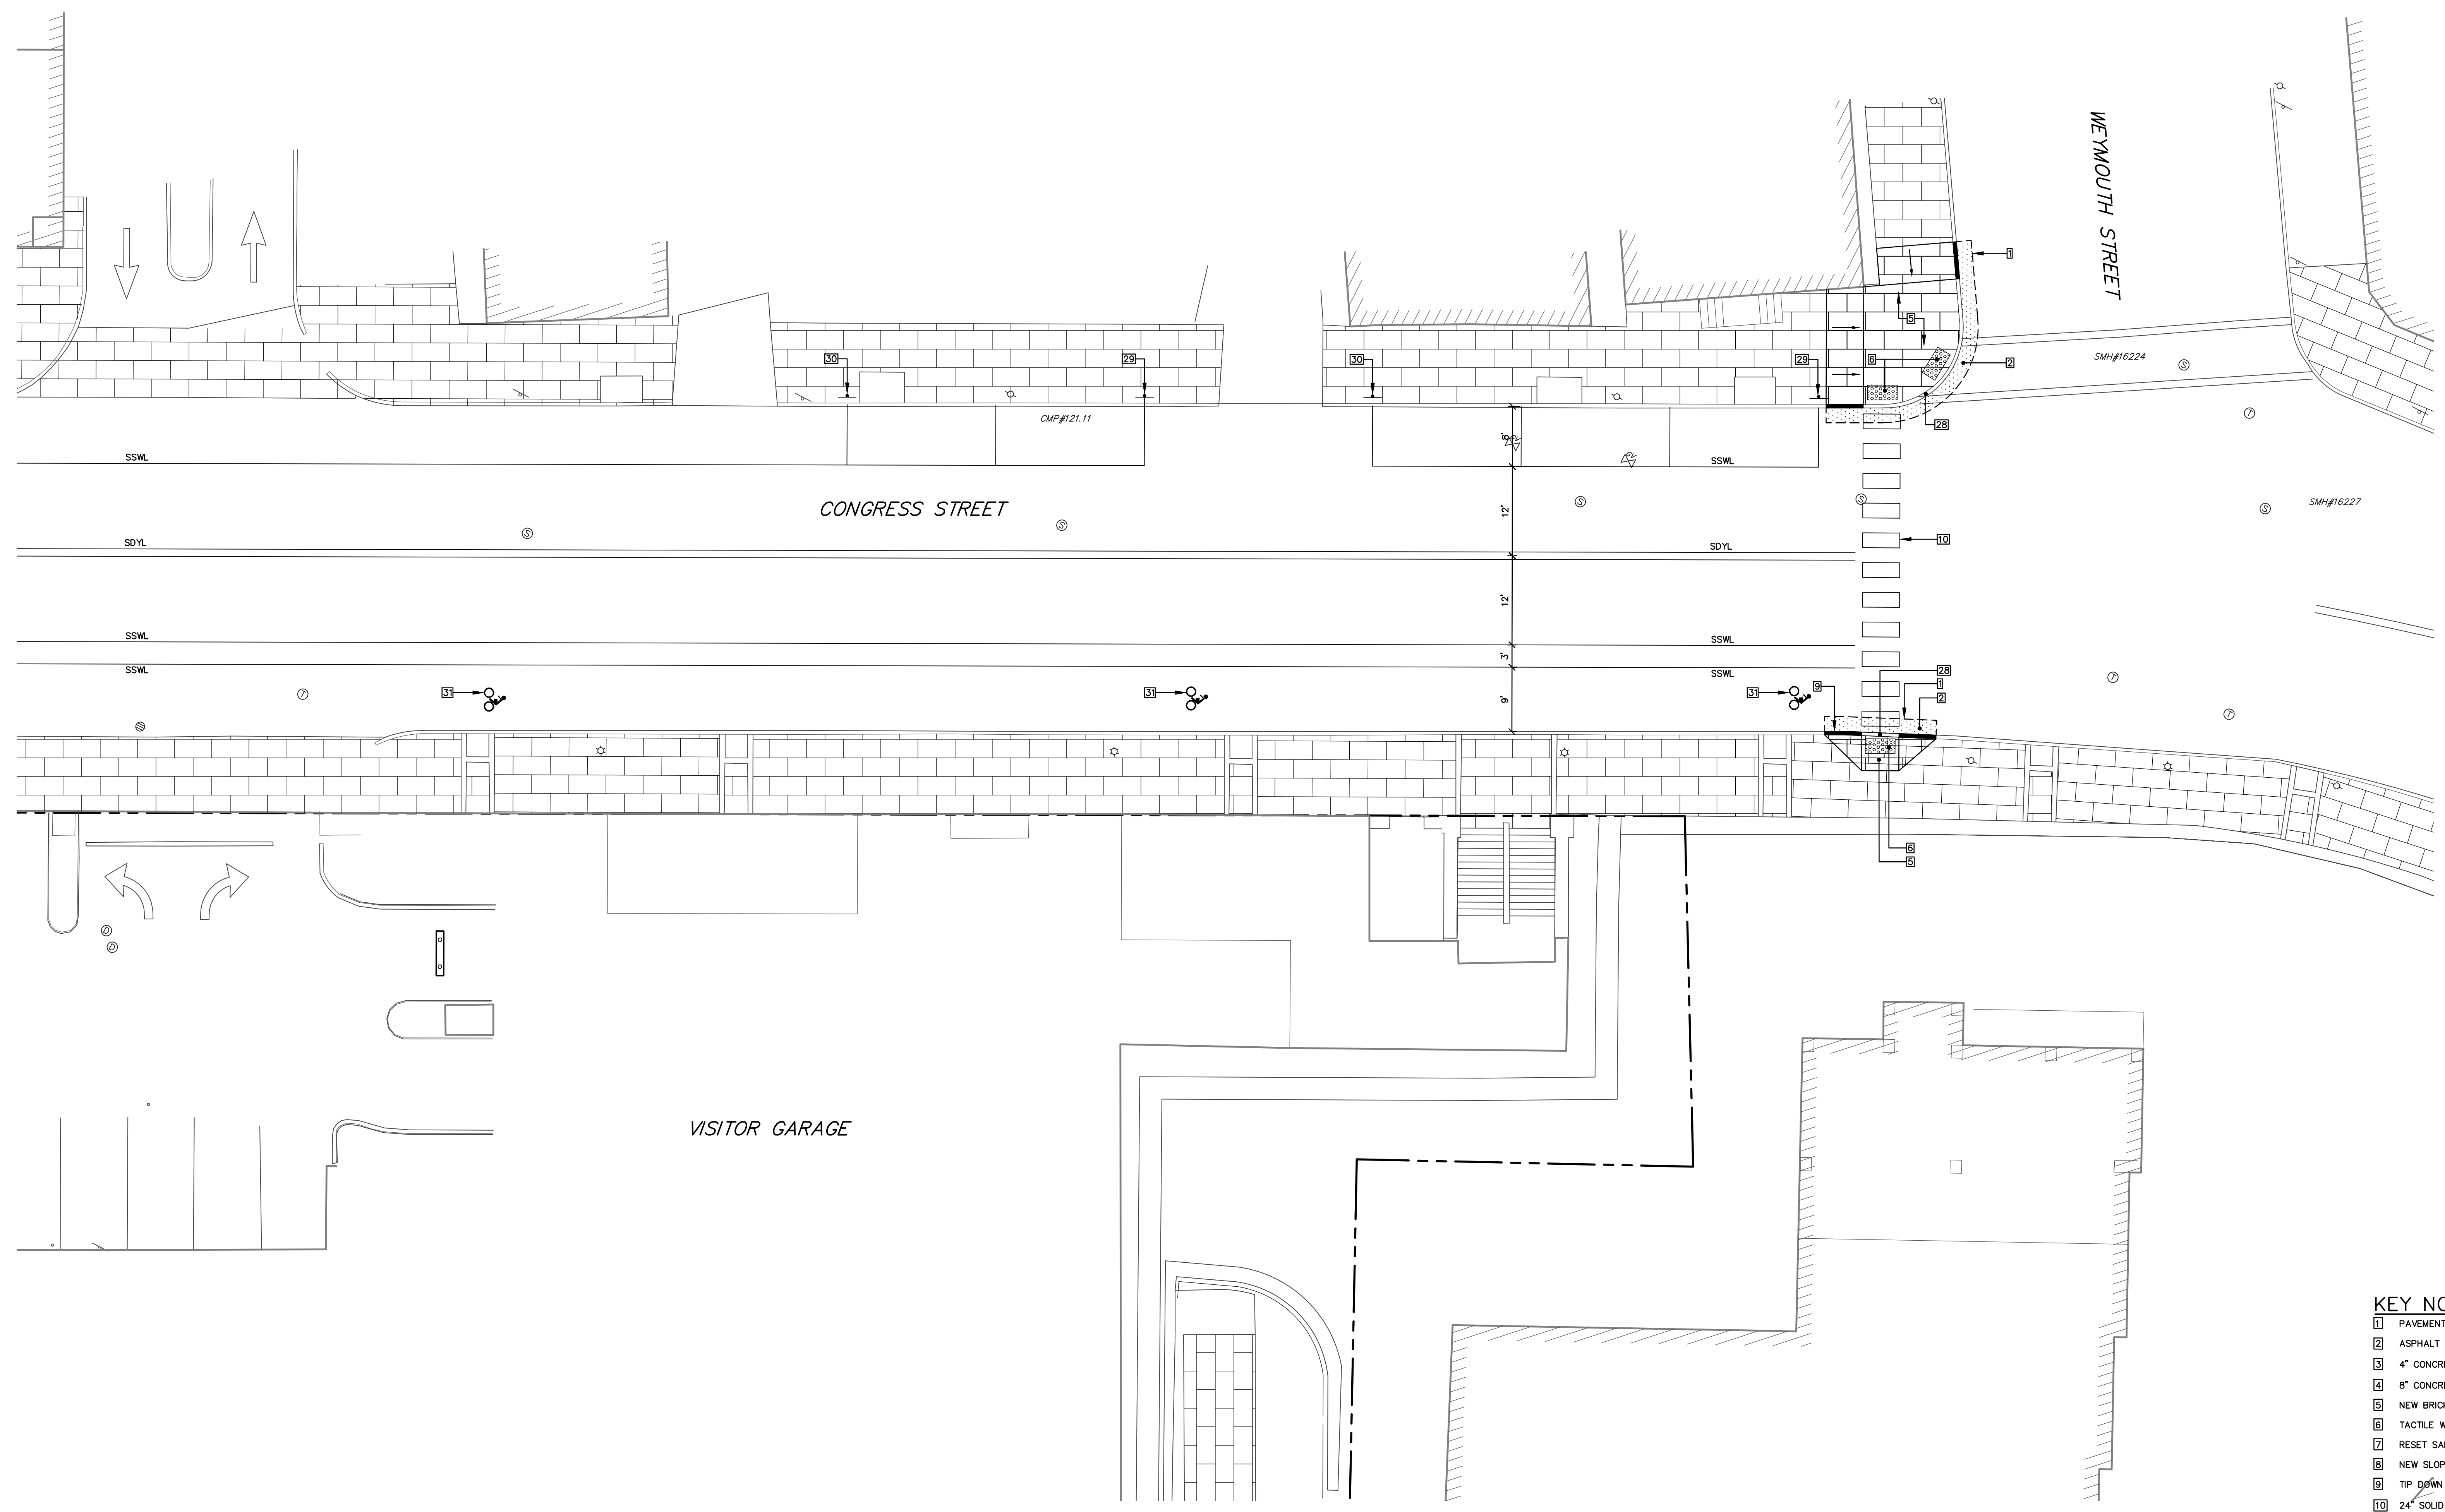 WEYMOUTH STREET
1
5
30
29
30
29
6
SMH#16224
2
CMP#121.11
28
8'
SSWL
SSWL
CONGRESS STREET
12'
S
S
S
S
S
S
SMH#16227
T
10
SDYL
SDYL
12'
SSWL
SSWL
3'
SSWL
SSWL
28
T
1
31
31
31
9
2
T
9'
T
6
5
D
D
VISITOR GARAGE
KEY NO
1 PAVEMENT
2 ASPHALT
3 4" CONCR
4 8" CONCR
5 NEW BRICK
6 TACTILE W
7 RESET SA
8 NEW SLOP
9 TIP DOWN
10 24" SOLID